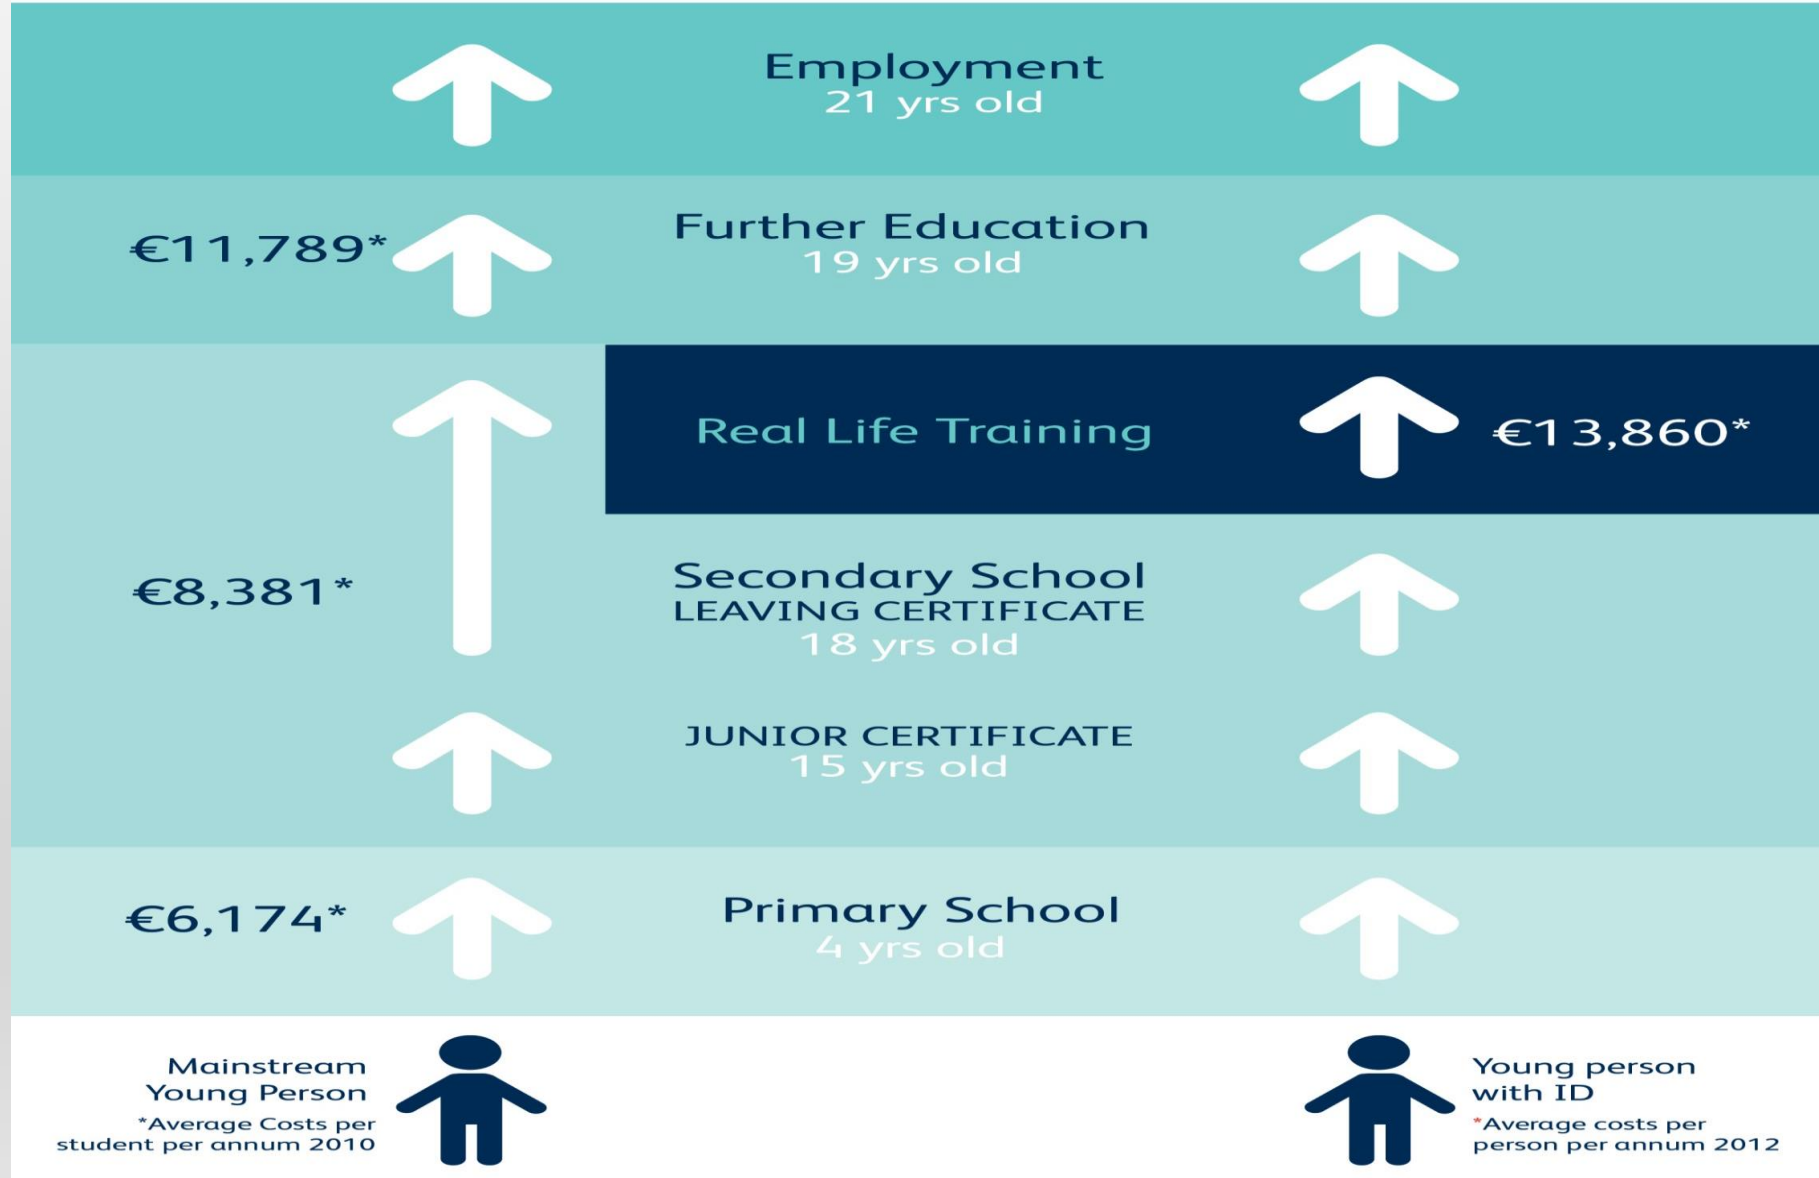 Employment
21 yrs old
€11,789*
Further Education
19 yrs old
Real Life Training
€13,860*
€8,381*
Secondary School
LEAVING CERTIFICATE
18 yrs old
JUNIOR CERTIFICATE
15 yrs old
€6,174*
Primary School
4 yrs old
Mainstream
Young Person
*Average Costs per
student per annum 2010
Young person
with ID
*Average costs per
person per annum 2012